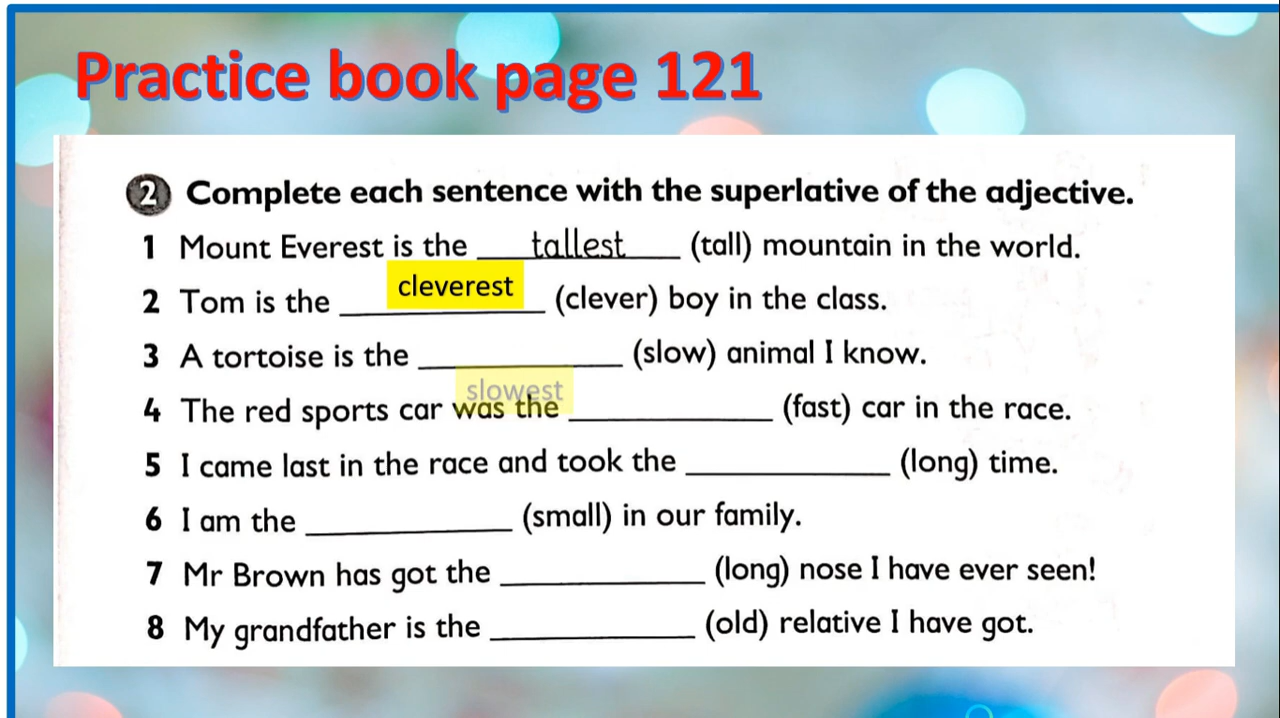 Practice book page 121
2 Complete each sentence with the superlative of the adjective.
1 Mount Everest is the tallest (tall) mountain in the world.
cleverest
2 Tom is the ____________ (clever) boy in the class.
3 A tortoise is the ____________ (slow) animal I know.
slowest
4 The red sports car was the ____________ (fast) car in the race.
5 I came last in the race and took the ____________ (long) time.
6 I am the ____________ (small) in our family.
7 Mr Brown has got the ____________ (long) nose I have ever seen!
8 My grandfather is the ____________ (old) relative I have got.